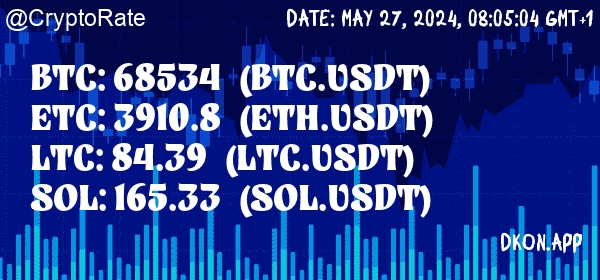 @CryptoRate
DATE: MAY 27, 2024, 08:05:04 GMT+1
BTC: 68534 (BTC.USDT)
ETC: 3910.8 (ETH.USDT)
LTC: 84.39 (LTC.USDT)
SOL: 165.33 (SOL.USDT)
DKON.APP